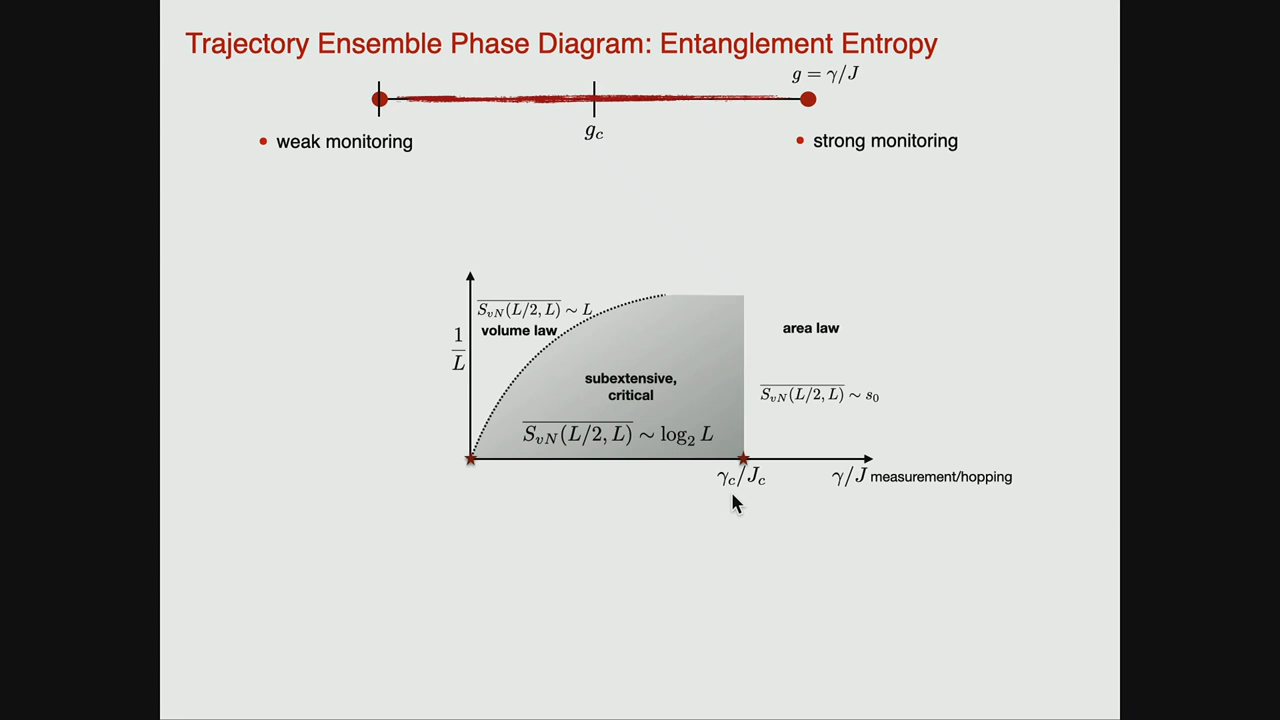 Trajectory Ensemble Phase Diagram: Entanglement Entropy
g = γ/J
g_c
• weak monitoring
• strong monitoring
1/L
\overline{S_{vN}(L/2, L)} ∼ L
volume law
area law
subextensive,
critical
\overline{S_{vN}(L/2, L)} ∼ s_0
\overline{S_{vN}(L/2, L)} ∼ log_2 L
γ_c/J_c
γ/J measurement/hopping